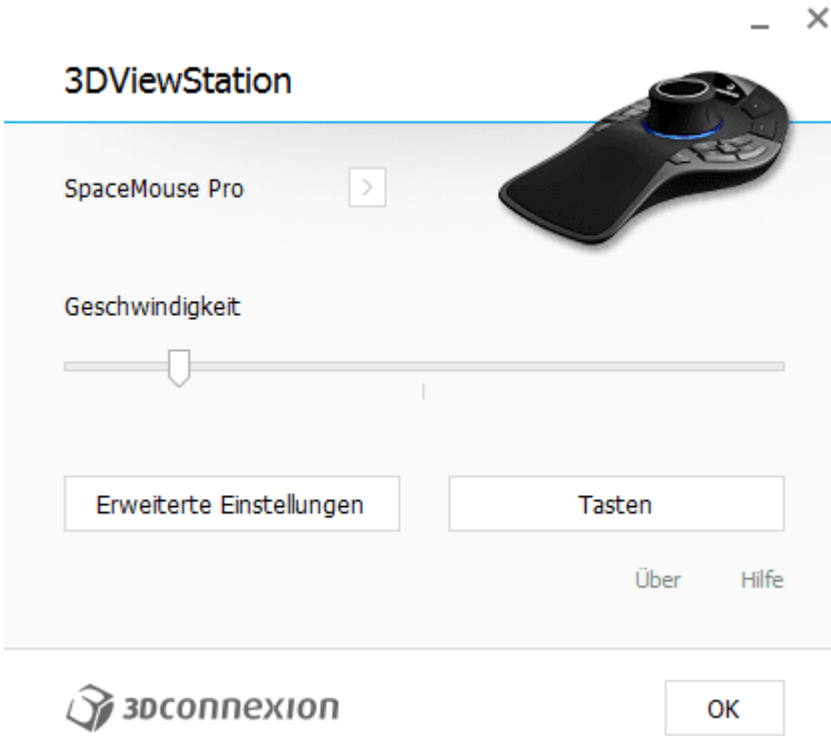 3DViewStation
SpaceMouse Pro
Geschwindigkeit
Erweiterte Einstellungen
Tasten
Über
Hilfe
3Dconnexion
OK